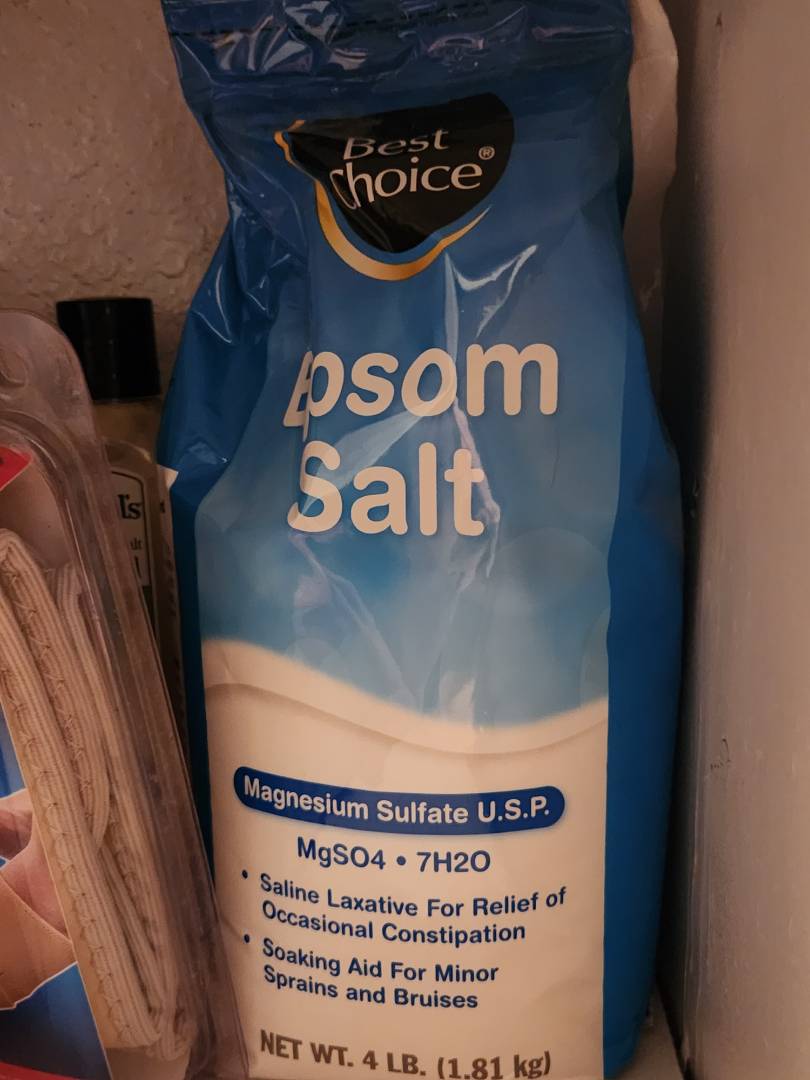 Best
Choice®
Epsom
Salt
Magnesium Sulfate U.S.P.
MgSO4 • 7H2O
• Saline Laxative For Relief of
Occasional Constipation
• Soaking Aid For Minor
Sprains and Bruises
NET WT. 4 LB. (1.81 kg)